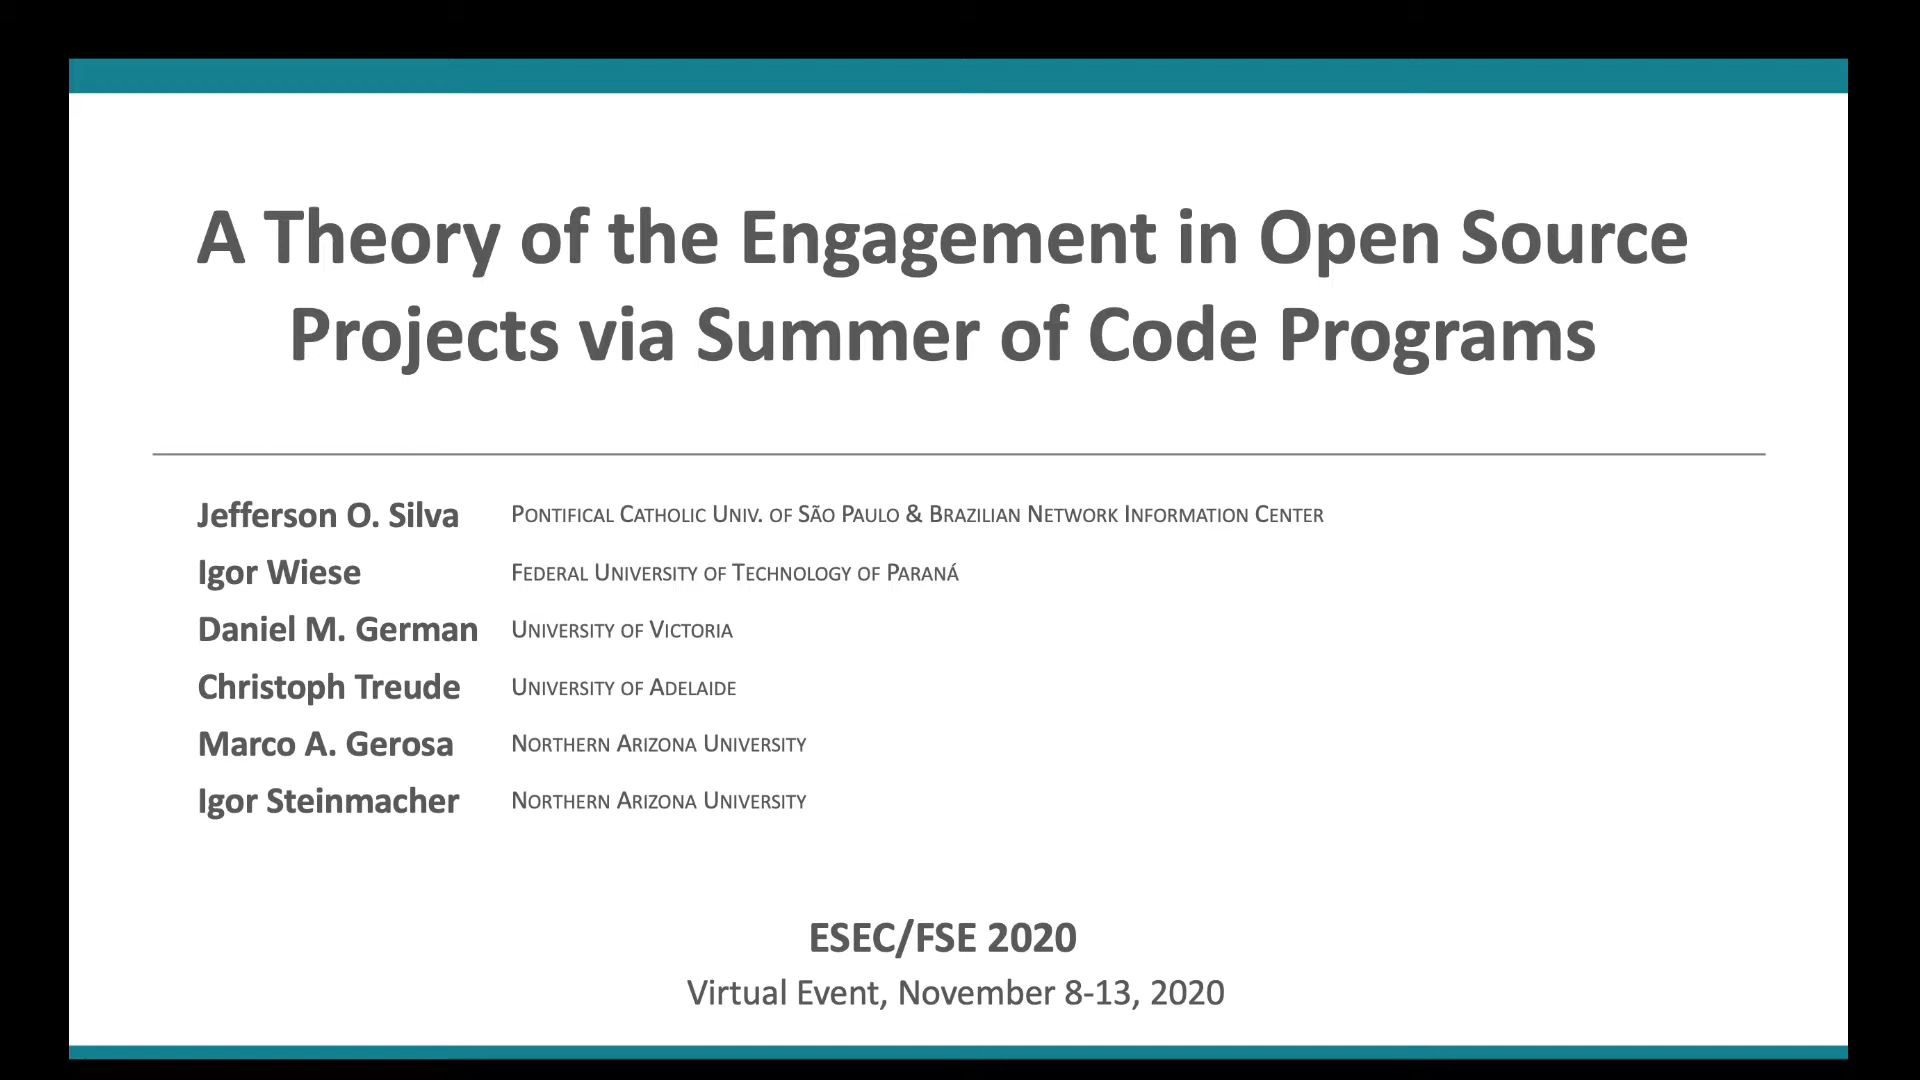 A Theory of the Engagement in Open Source
Projects via Summer of Code Programs
Jefferson O. Silva Pontifical Catholic Univ. of São Paulo & Brazilian Network Information Center
Igor Wiese Federal University of Technology of Paraná
Daniel M. German University of Victoria
Christoph Treude University of Adelaide
Marco A. Gerosa Northern Arizona University
Igor Steinmacher Northern Arizona University
ESEC/FSE 2020
Virtual Event, November 8-13, 2020